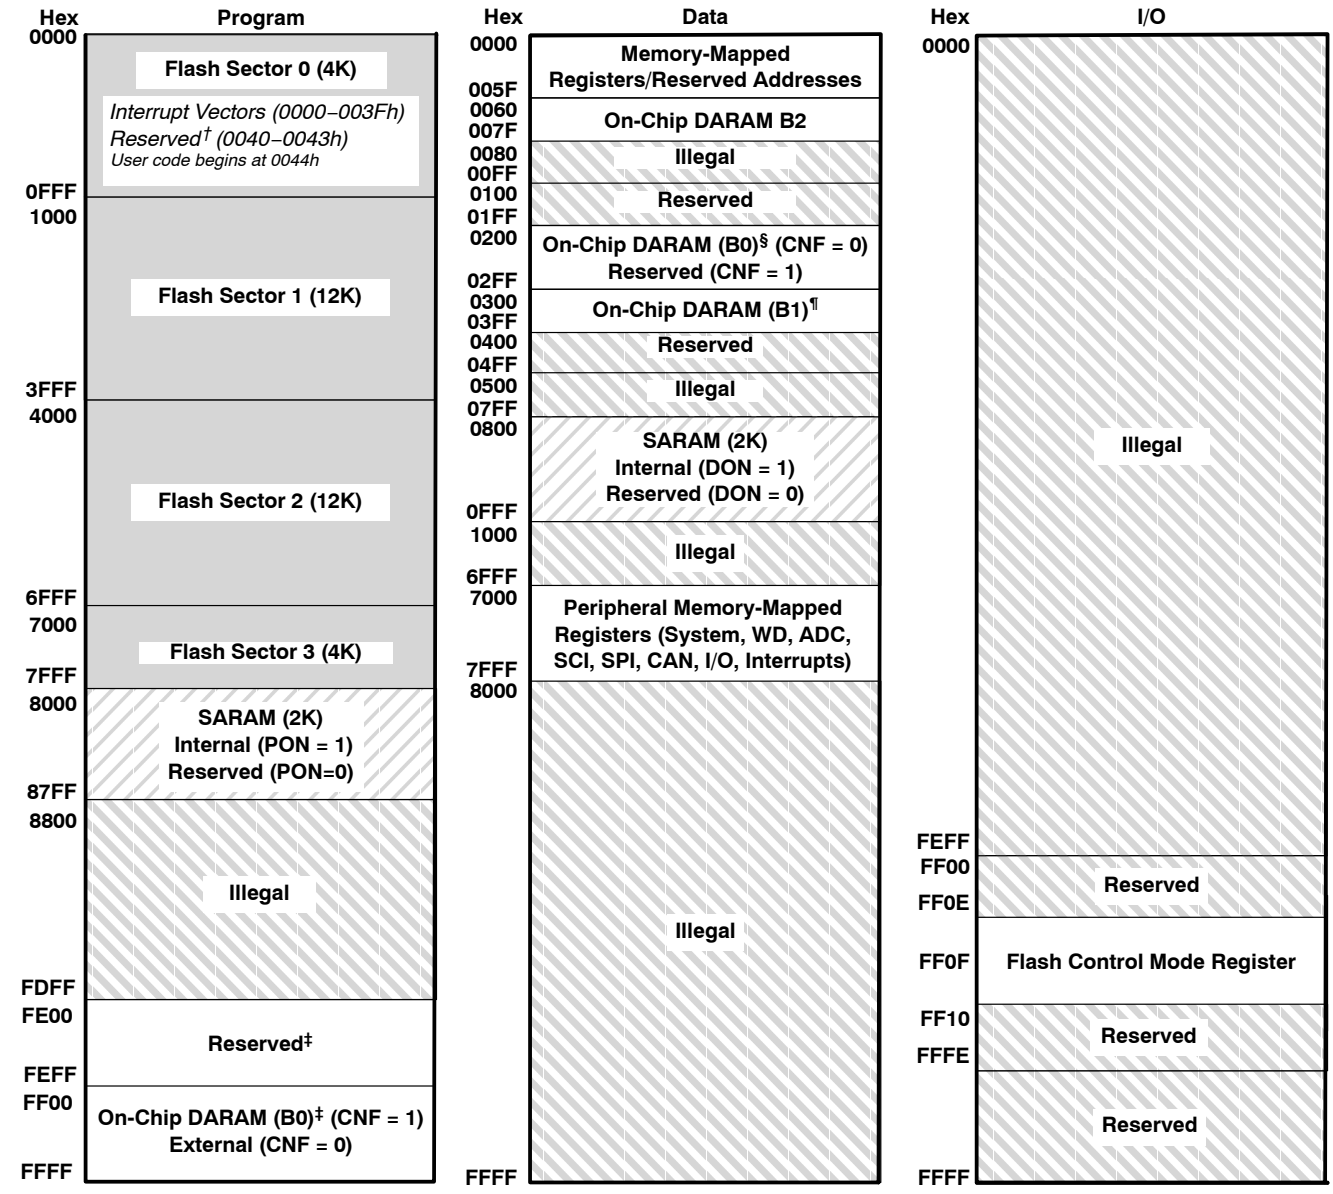 Hex Program
0000
Flash Sector 0 (4K)
Interrupt Vectors (0000−003Fh)
Reserved† (0040−0043h)
User code begins at 0044h
0FFF
1000
Flash Sector 1 (12K)
3FFF
4000
Flash Sector 2 (12K)
6FFF
7000
Flash Sector 3 (4K)
7FFF
8000
SARAM (2K)
Internal (PON = 1)
Reserved (PON=0)
87FF
8800
Illegal
FDFF
FE00
Reserved‡
FEFF
FF00
On-Chip DARAM (B0)‡ (CNF = 1)
External (CNF = 0)
FFFF
Hex Data
0000
Memory-Mapped
Registers/Reserved Addresses
005F
0060
On-Chip DARAM B2
007F
0080
Illegal
00FF
0100
Reserved
01FF
0200
On-Chip DARAM (B0)§ (CNF = 0)
Reserved (CNF = 1)
02FF
0300
On-Chip DARAM (B1)¶
03FF
0400
Reserved
04FF
0500
Illegal
07FF
0800
SARAM (2K)
Internal (DON = 1)
Reserved (DON = 0)
0FFF
1000
Illegal
6FFF
7000
Peripheral Memory-Mapped
Registers (System, WD, ADC,
SCI, SPI, CAN, I/O, Interrupts)
7FFF
8000
Illegal
FFFF
Hex I/O
0000
Illegal
FEFF
FF00
Reserved
FF0E
FF0F Flash Control Mode Register
FF10
Reserved
FFFE
Reserved
FFFF